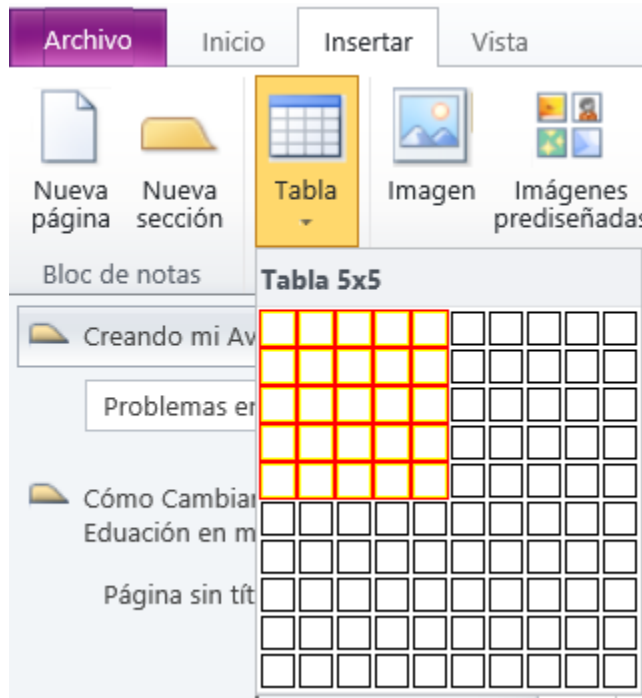 Archivo Inicio Insertar Vista
Nueva página
Nueva sección
Tabla
Imagen
Imágenes
prediseñadas
Bloc de notas
Tabla 5x5
Creando mi Av
Problemas en
Cómo Cambiar
Eduación en m
Página sin tít